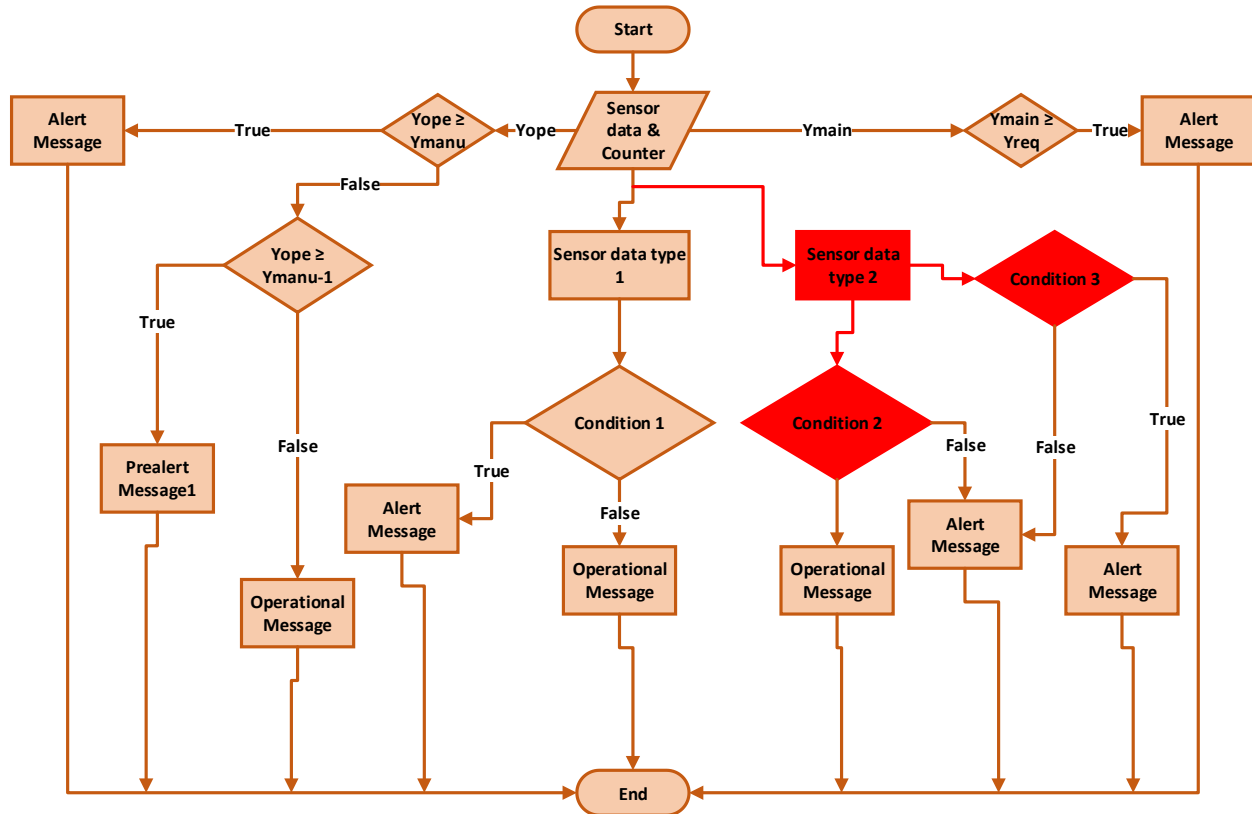 Start
Alert
Message
True
Yope ≥
Ymanu
Yope
Sensor
data &
Counter
Ymain
Ymain ≥
Yreq
True
Alert
Message
False
Yope ≥
Ymanu-1
Sensor data type
1
Sensor data
type 2
Condition 3
True
False
Condition 1
Condition 2
True
False
False
Prealert
Message1
True
Alert
Message
False
Operational
Message
Operational
Message
Operational
Message
Alert
Message
Alert
Message
End